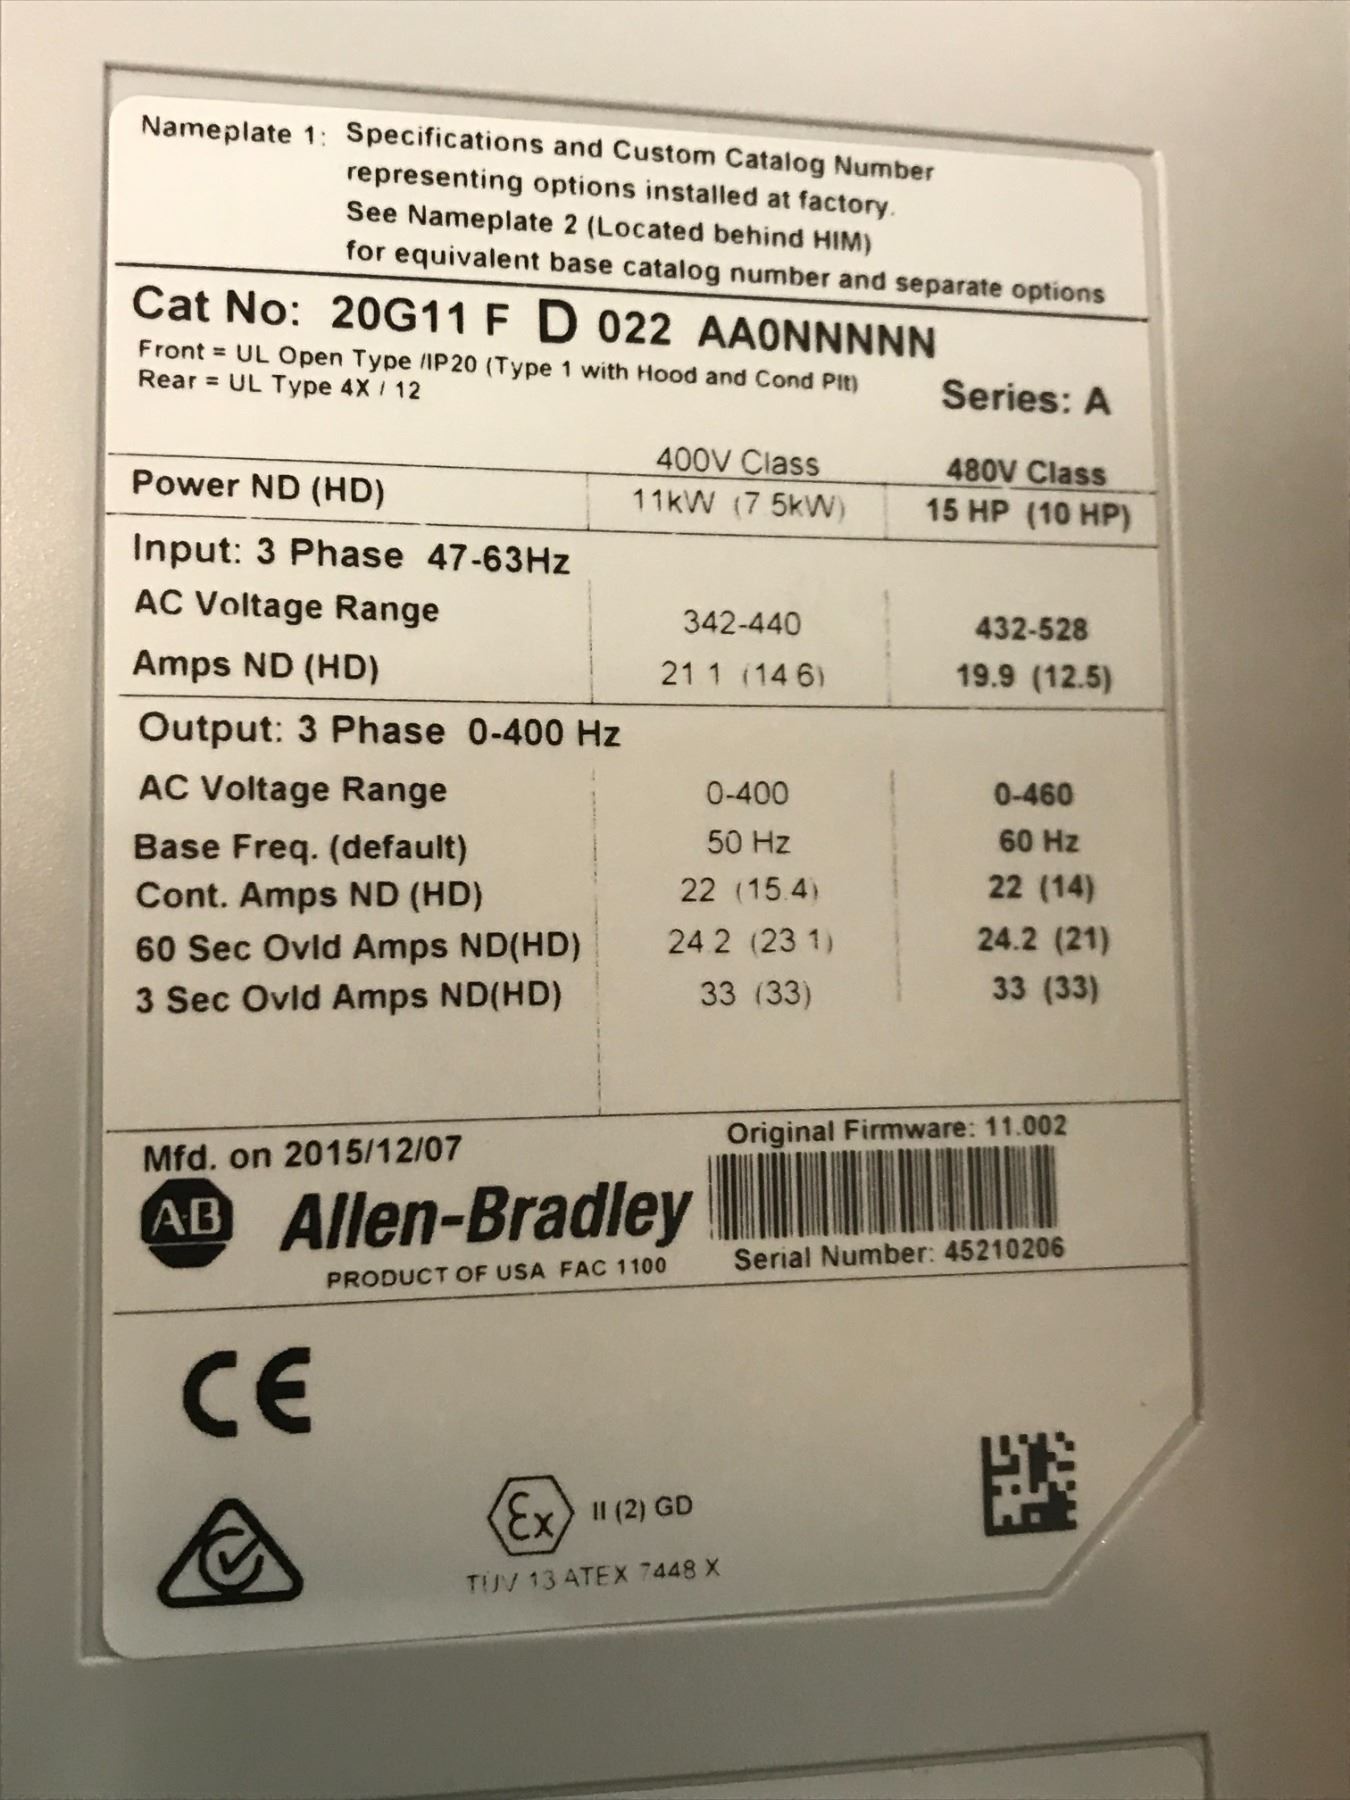 Nameplate 1: Specifications and Custom Catalog Number
representing options installed at factory.
See Nameplate 2 (Located behind HIM)
for equivalent base catalog number and separate options
Cat No: 20G11 F D 022 AA0NNNNN
Front = UL Open Type /IP20 (Type 1 with Hood and Cond Plt)
Rear = UL Type 4X / 12
Series: A
400V Class 480V Class
Power ND (HD) 11kW (7.5kW) 15 HP (10 HP)
Input: 3 Phase 47-63Hz
AC Voltage Range 342-440 432-528
Amps ND (HD) 21.1 (14.6) 19.9 (12.5)
Output: 3 Phase 0-400 Hz
AC Voltage Range 0-400 0-460
Base Freq. (default) 50 Hz 60 Hz
Cont. Amps ND (HD) 22 (15.4) 22 (14)
60 Sec Ovld Amps ND(HD) 24.2 (23.1) 24.2 (21)
3 Sec Ovld Amps ND(HD) 33 (33) 33 (33)
Mfd. on 2015/12/07
Original Firmware: 11.002
A-B Allen-Bradley
PRODUCT OF USA FAC 1100
Serial Number: 45210206
CE
Ex II (2) GD
TÜV 13 ATEX 7448 X